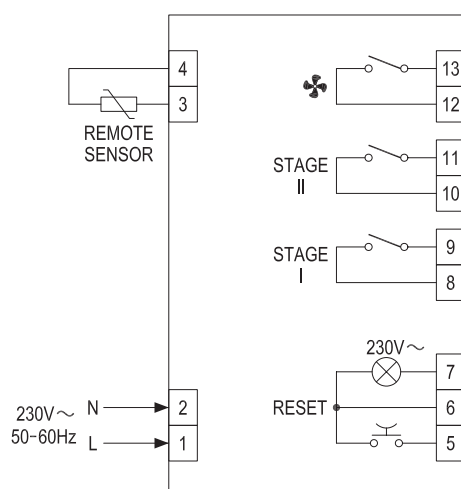 4
3
REMOTE
SENSOR
13
12
STAGE
II
11
10
STAGE
I
9
8
230V~
RESET
7
6
5
230V~
50-60Hz
N
L
2
1